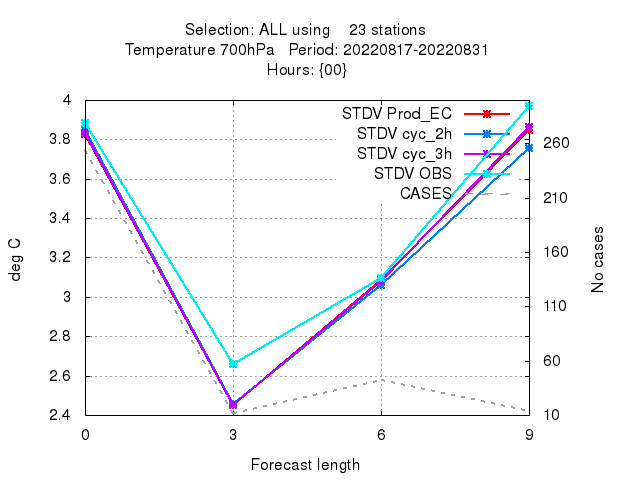 Selection: ALL using 23 stations
Temperature 700hPa Period: 20220817-20220831
Hours: {00}
STDV Prod_EC
STDV cyc_2h
STDV cyc_3h
STDV OBS
CASES
4
3.8
3.6
3.4
3.2
3
2.8
2.6
2.4
260
210
160
110
60
10
0
3
6
9
deg C
No cases
Forecast length